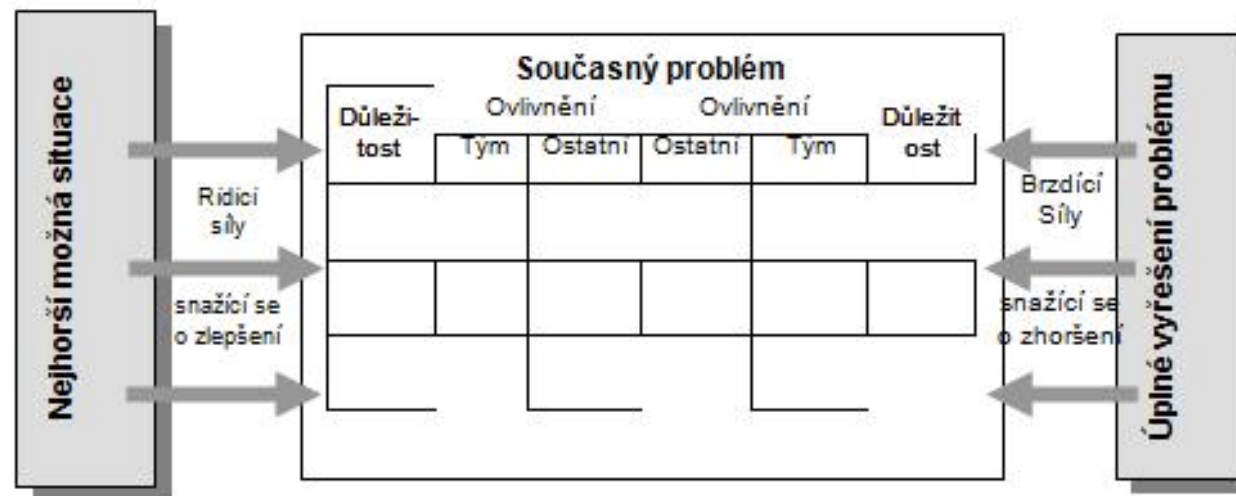 Nejhorší možná situace
Řídicí
síly
snažící se
o zlepšení
Současný problém
Důleži-
tost
Ovlivnění
Ovlivnění
Důležit
ost
Tým
Ostatní
Ostatní
Tým
Brzdící
Síly
snažící se
o zhoršení
Úplné vyřešení problému